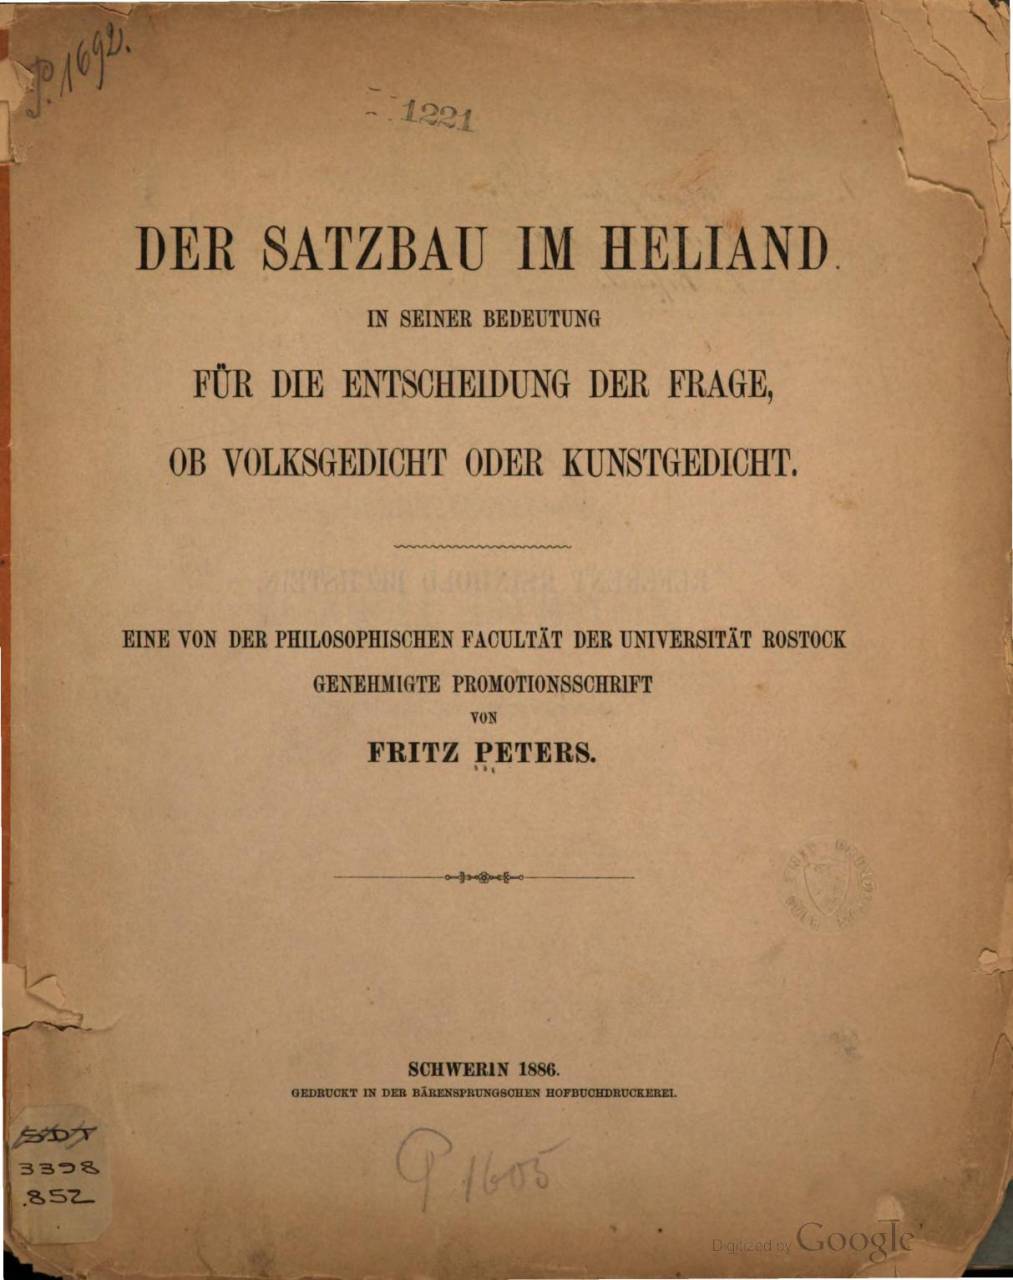 P. 1692.
1221
DER SATZBAU IM HELIAND
IN SEINER BEDEUTUNG
FÜR DIE ENTSCHEIDUNG DER FRAGE,
OB VOLKSGEDICHT ODER KUNSTGEDICHT.
EINE VON DER PHILOSOPHISCHEN FACULTÄT DER UNIVERSITÄT ROSTOCK
GENEHMIGTE PROMOTIONSSCHRIFT
VON
FRITZ PETERS.
SCHWERIN 1886.
GEDRUCKT IN DER BÄRENSPRUNGSCHEN HOFBUCHDRUCKEREI.
3398
.852
P 1605
Digitized by Google